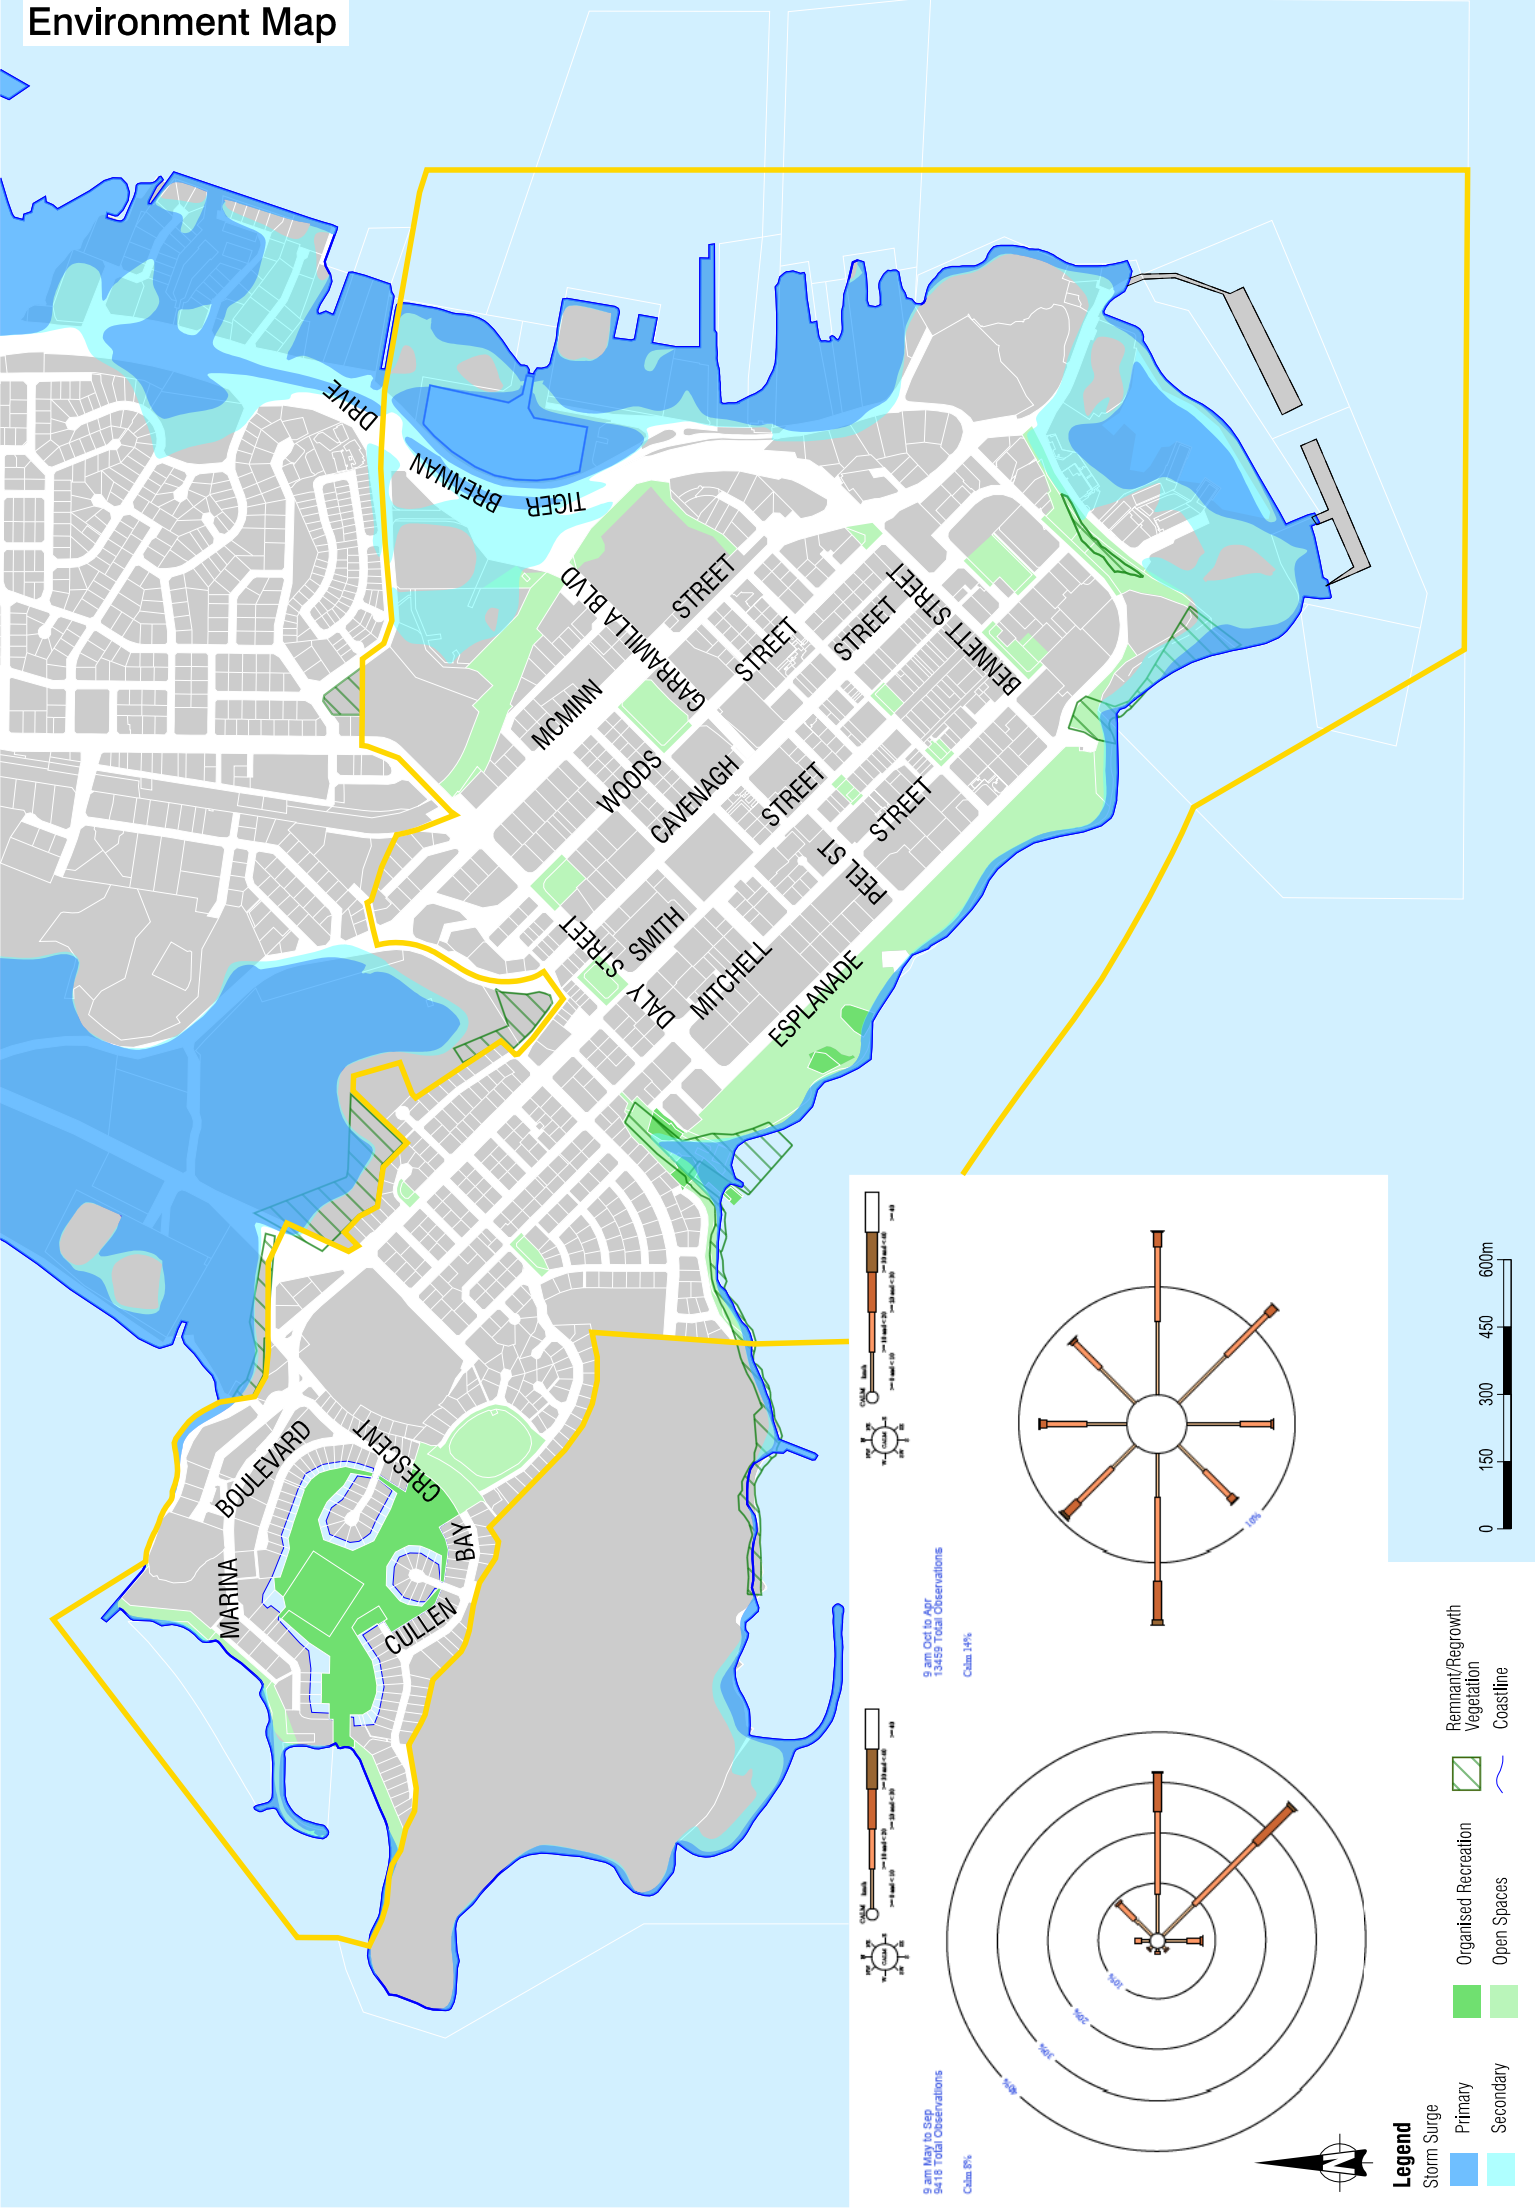 Environment Map
DRIVE
BRENNAN
TIGER
GARRAMILLA BLVD
MCMINN
STREET
WOODS
STREET
CAVENAGH
STREET
BENNETT STREET
SMITH
STREET
MITCHELL
STREET
PEEL ST
DALY
STREET
ESPLANADE
MARINA
BOULEVARD
CULLEN
BAY
CRESCENT
9 am May to Sep
9418 Total Observations
Calm 8%
10%
20%
30%
40%
CALM
9 am Oct to Apr
13459 Total Observations
Calm 14%
10%
CALM
Legend
Storm Surge
Primary
Secondary
Organised Recreation
Open Spaces
Remnant/Regrowth
Vegetation
Coastline
0 150 300 450 600m
N